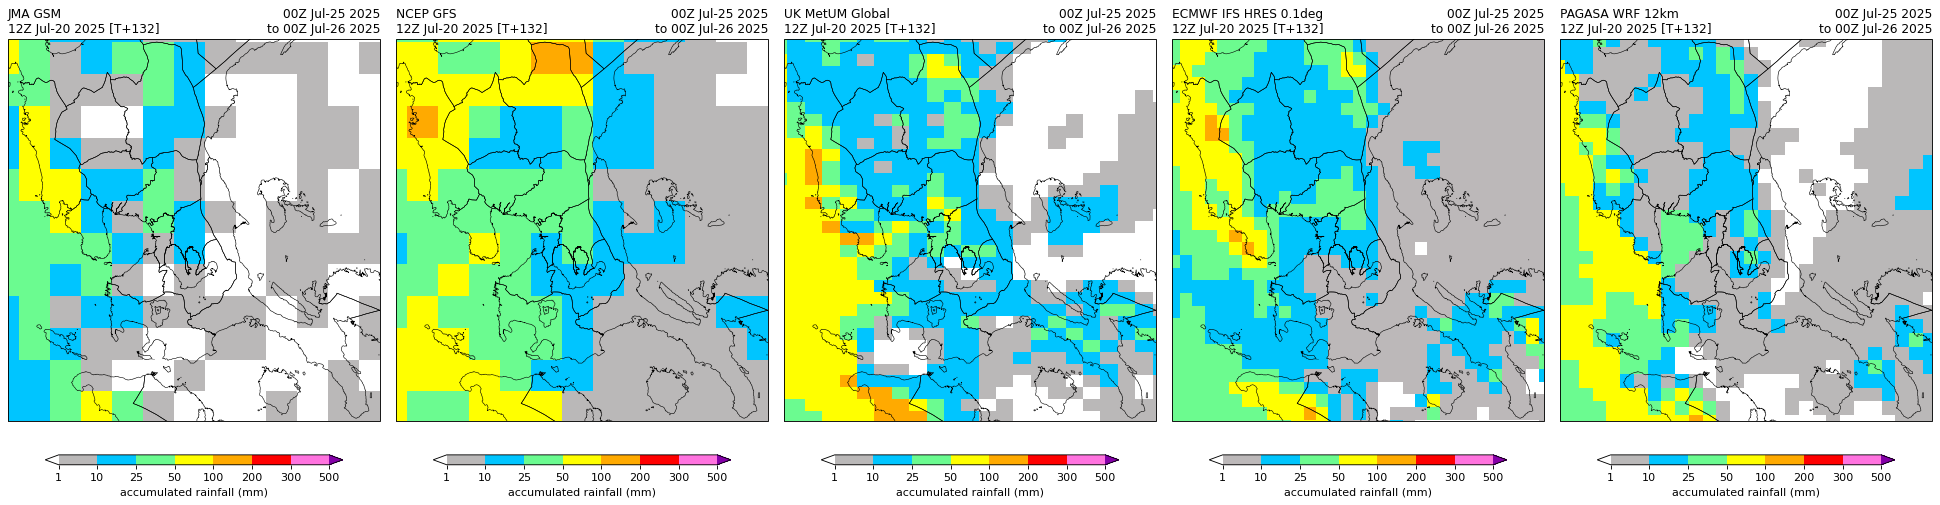 JMA GSM 00Z Jul-25 2025
12Z Jul-20 2025 [T+132] to 00Z Jul-26 2025
NCEP GFS 00Z Jul-25 2025
12Z Jul-20 2025 [T+132] to 00Z Jul-26 2025
UK MetUM Global 00Z Jul-25 2025
12Z Jul-20 2025 [T+132] to 00Z Jul-26 2025
ECMWF IFS HRES 0.1deg 00Z Jul-25 2025
12Z Jul-20 2025 [T+132] to 00Z Jul-26 2025
PAGASA WRF 12km 00Z Jul-25 2025
12Z Jul-20 2025 [T+132] to 00Z Jul-26 2025
1 10 25 50 100 200 300 500
accumulated rainfall (mm)
1 10 25 50 100 200 300 500
accumulated rainfall (mm)
1 10 25 50 100 200 300 500
accumulated rainfall (mm)
1 10 25 50 100 200 300 500
accumulated rainfall (mm)
1 10 25 50 100 200 300 500
accumulated rainfall (mm)